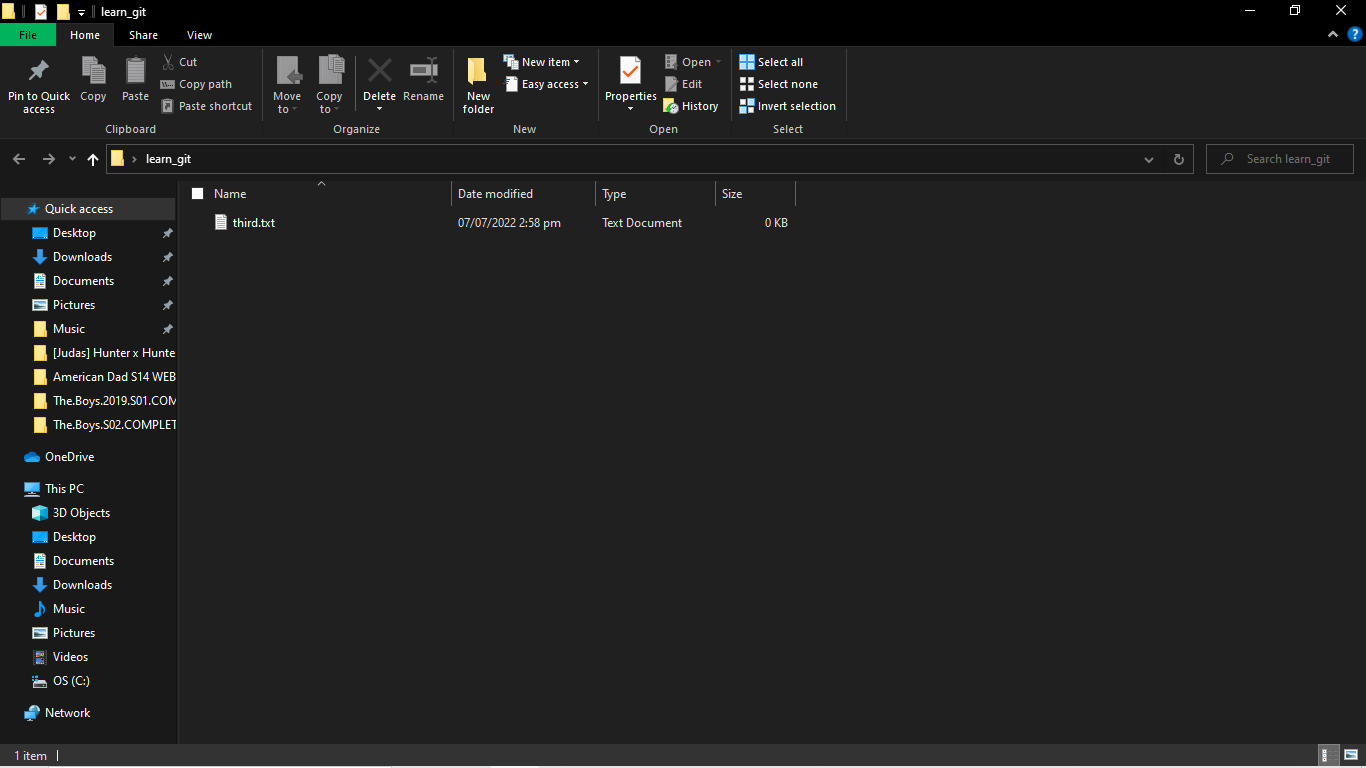 learn_git
File Home Share View
Pin to Quick access
Copy
Paste
Cut
Copy path
Paste shortcut
Clipboard
Move to
Copy to
Delete
Rename
Organize
New folder
New item
Easy access
New
Properties
Open
Edit
History
Open
Select all
Select none
Invert selection
Select
learn_git
Search learn_git
Name Date modified Type Size
third.txt 07/07/2022 2:58 pm Text Document 0 KB
Quick access
Desktop
Downloads
Documents
Pictures
Music
[Judas] Hunter x Hunte
American Dad S14 WEB
The.Boys.2019.S01.COM
The.Boys.S02.COMPLET
OneDrive
This PC
3D Objects
Desktop
Documents
Downloads
Music
Pictures
Videos
OS (C:)
Network
1 item